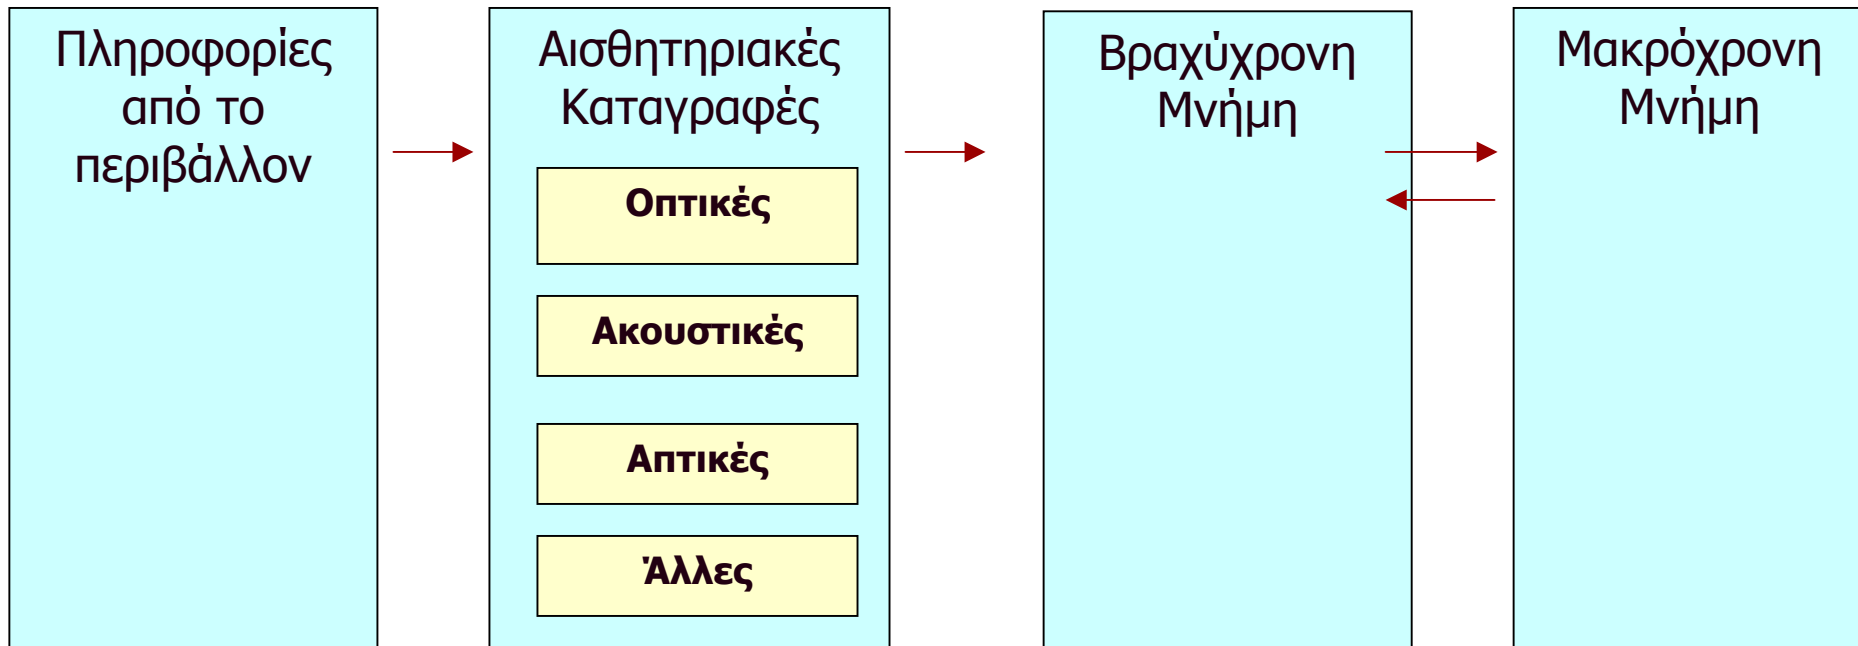 Πληροφορίες
από το
περιβάλλον
Αισθητηριακές
Καταγραφές
Οπτικές
Ακουστικές
Απτικές
Άλλες
Βραχύχρονη
Μνήμη
Μακρόχρονη
Μνήμη